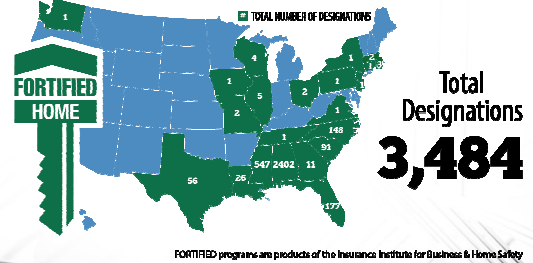 # TOTAL NUMBER OF DESIGNATIONS
1
FORTIFIED
HOME
4
1
5
2
2
1
1
1
1
148
91
547 2402 11
26
56
177
Total
Designations
3,484
FORTIFIED programs are products of the Insurance Institute for Business & Home Safety